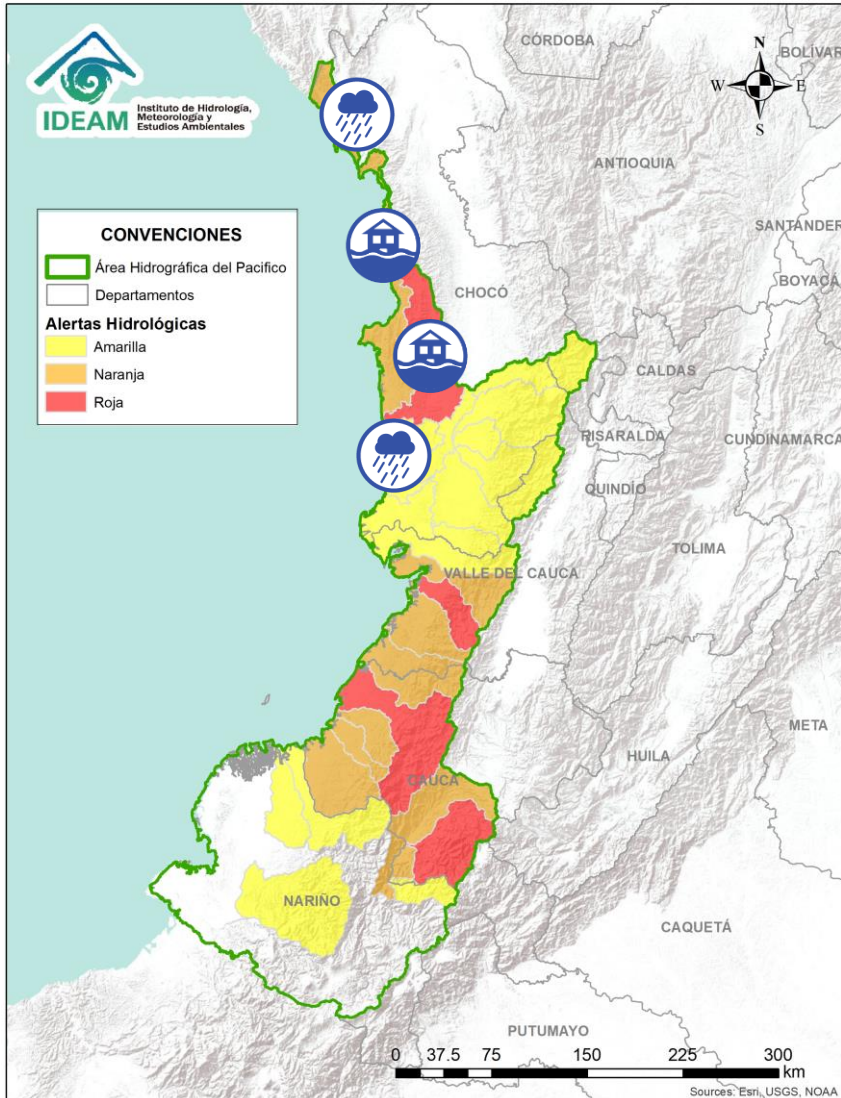 IDEAM
Instituto de Hidrología,
Meteorología y
Estudios Ambientales
CÓRDOBA
BOLÍVAR
N
W
E
S
ANTIOQUIA
CONVENCIONES
Área Hidrográfica del Pacifico
Departamentos
Alertas Hidrológicas
Amarilla
Naranja
Roja
SANTANDER
BOYACÁ
CHOCÓ
CALDAS
RISARALDA
CUNDINAMARCA
QUINDÍO
TOLIMA
VALLE DEL CAUCA
META
HUILA
CAUCA
NARIÑO
CAQUETÁ
PUTUMAYO
0 37.5 75 150 225 300
km
Sources: Esri, USGS, NOAA